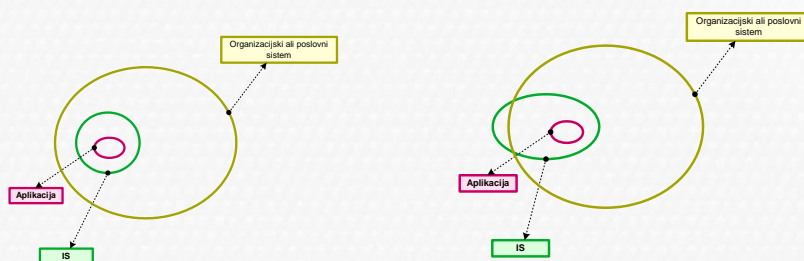 Organizacijski ali poslovni
sistem
Aplikacija
IS
Organizacijski ali poslovni
sistem
Aplikacija
IS